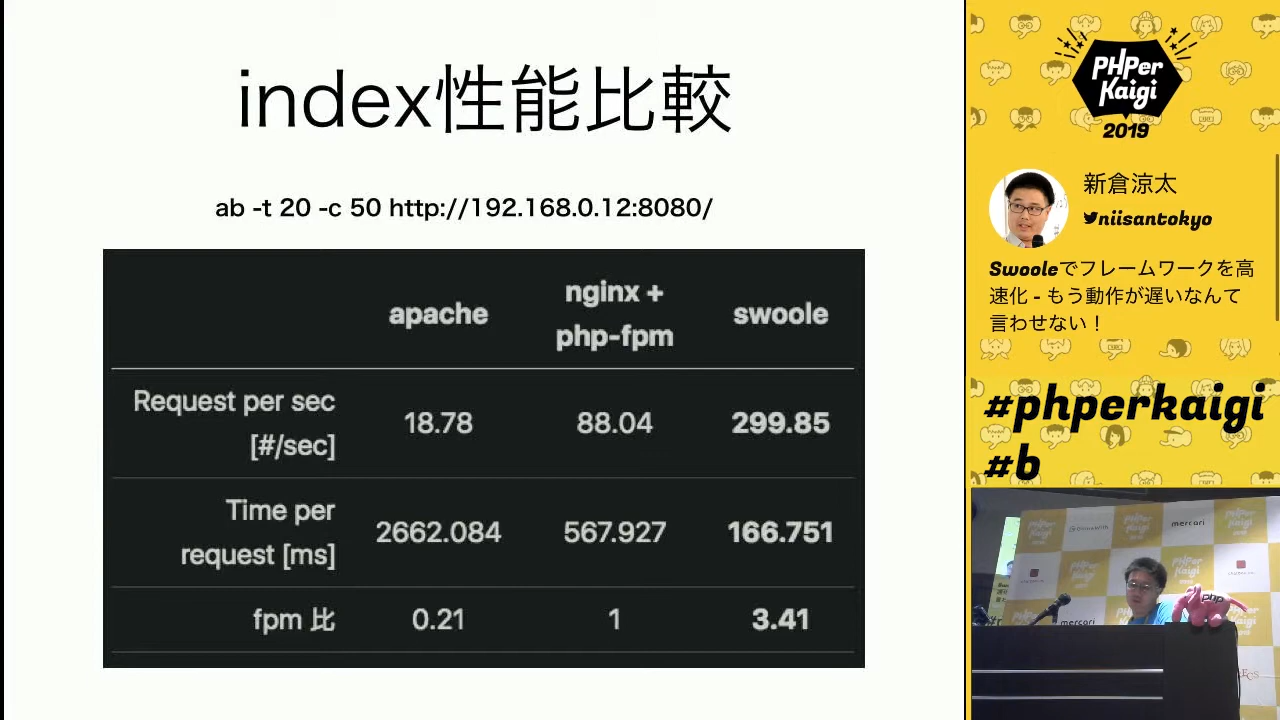 index性能比較
ab -t 20 -c 50 http://192.168.0.12:8080/
apache
nginx +
php-fpm
swoole
Request per sec
[#/sec]
18.78
88.04
299.85
Time per
request [ms]
2662.084
567.927
166.751
fpm 比
0.21
1
3.41
PHPer
Kaigi
2019
新倉涼太
niisantokyo
Swooleでフレームワークを高
速化 - もう動作が遅いなんて
言わせない！
#phperkaigi
#b
mercari
PHPer
Kaigi
php
mercari